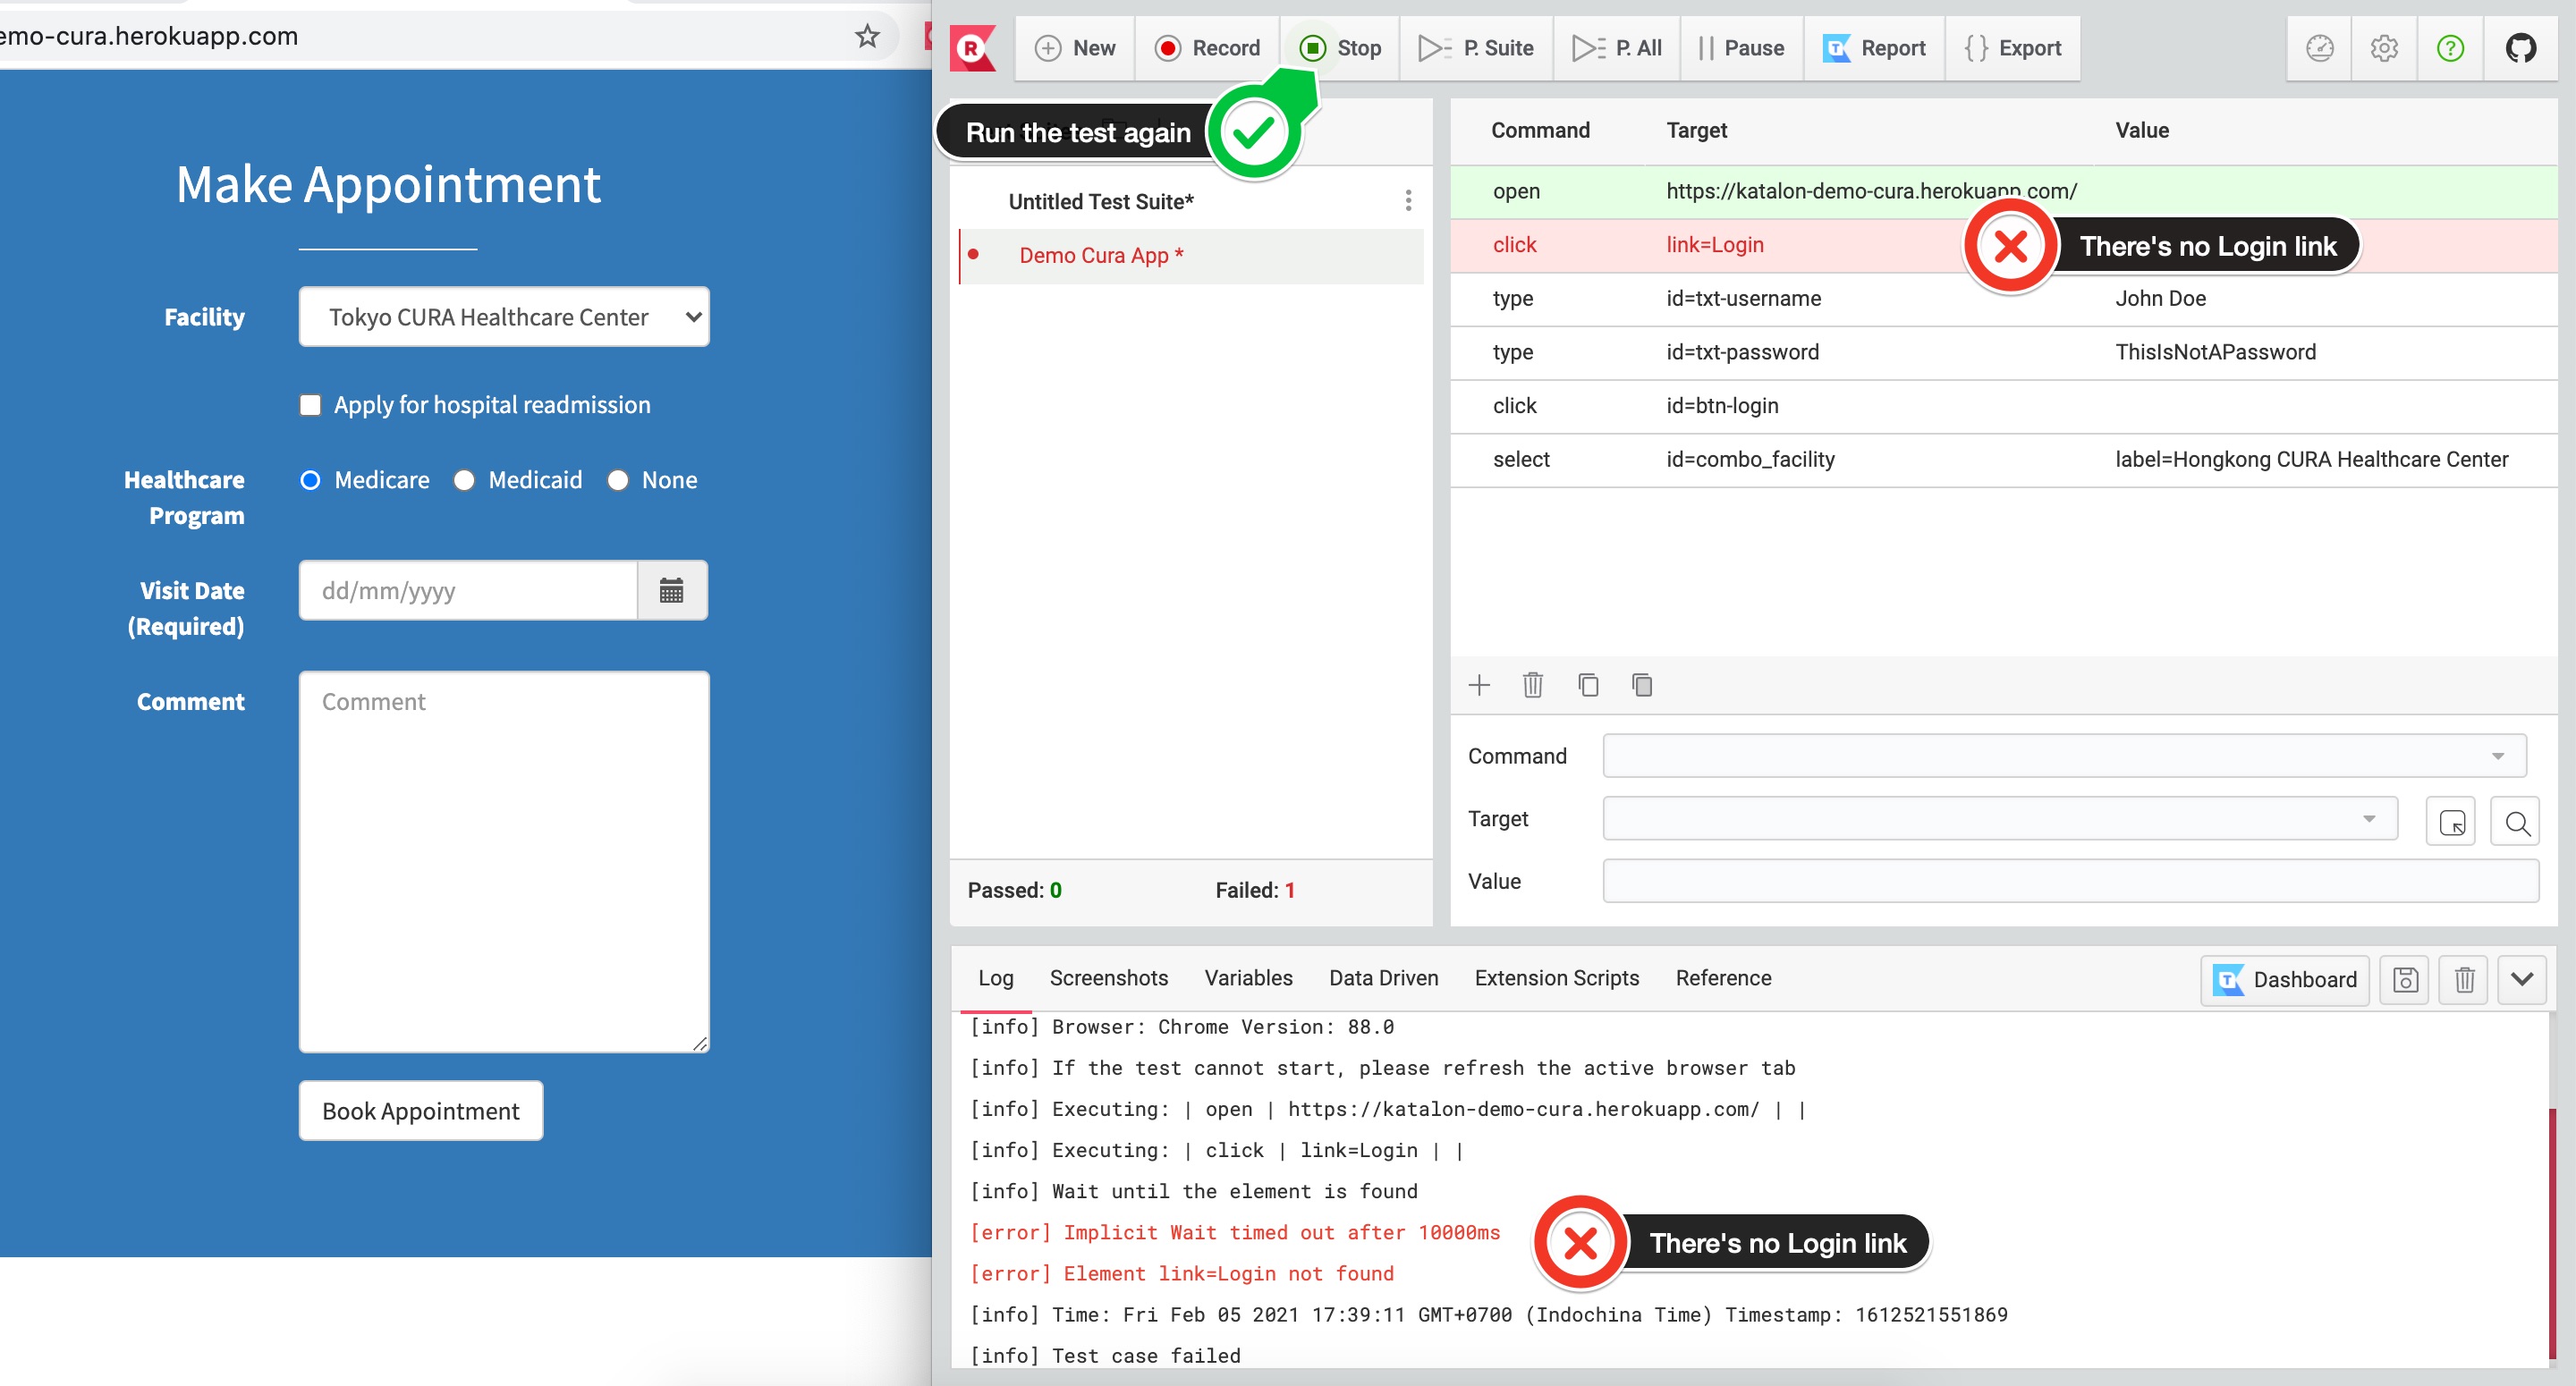 emo-cura.herokuapp.com
Make Appointment
Facility
Tokyo CURA Healthcare Center
Apply for hospital readmission
Healthcare
Program
Medicare
Medicaid
None
Visit Date
(Required)
dd/mm/yyyy
Comment
Comment
Book Appointment
R
New
Record
Stop
P. Suite
P. All
Pause
Report
Export
Run the test again
Untitled Test Suite*
Demo Cura App *
Passed: 0
Failed: 1
Command Target Value
open https://katalon-demo-cura.herokuapp.com/
click link=Login
There's no Login link
type id=txt-username John Doe
type id=txt-password ThisIsNotAPassword
click id=btn-login
select id=combo_facility label=Hongkong CURA Healthcare Center
Command
Target
Value
Log Screenshots Variables Data Driven Extension Scripts Reference
Dashboard
[info] Browser: Chrome Version: 88.0
[info] If the test cannot start, please refresh the active browser tab
[info] Executing: | open | https://katalon-demo-cura.herokuapp.com/ | |
[info] Executing: | click | link=Login | |
[info] Wait until the element is found
[error] Implicit Wait timed out after 10000ms
There's no Login link
[error] Element link=Login not found
[info] Time: Fri Feb 05 2021 17:39:11 GMT+0700 (Indochina Time) Timestamp: 1612521551869
[info] Test case failed